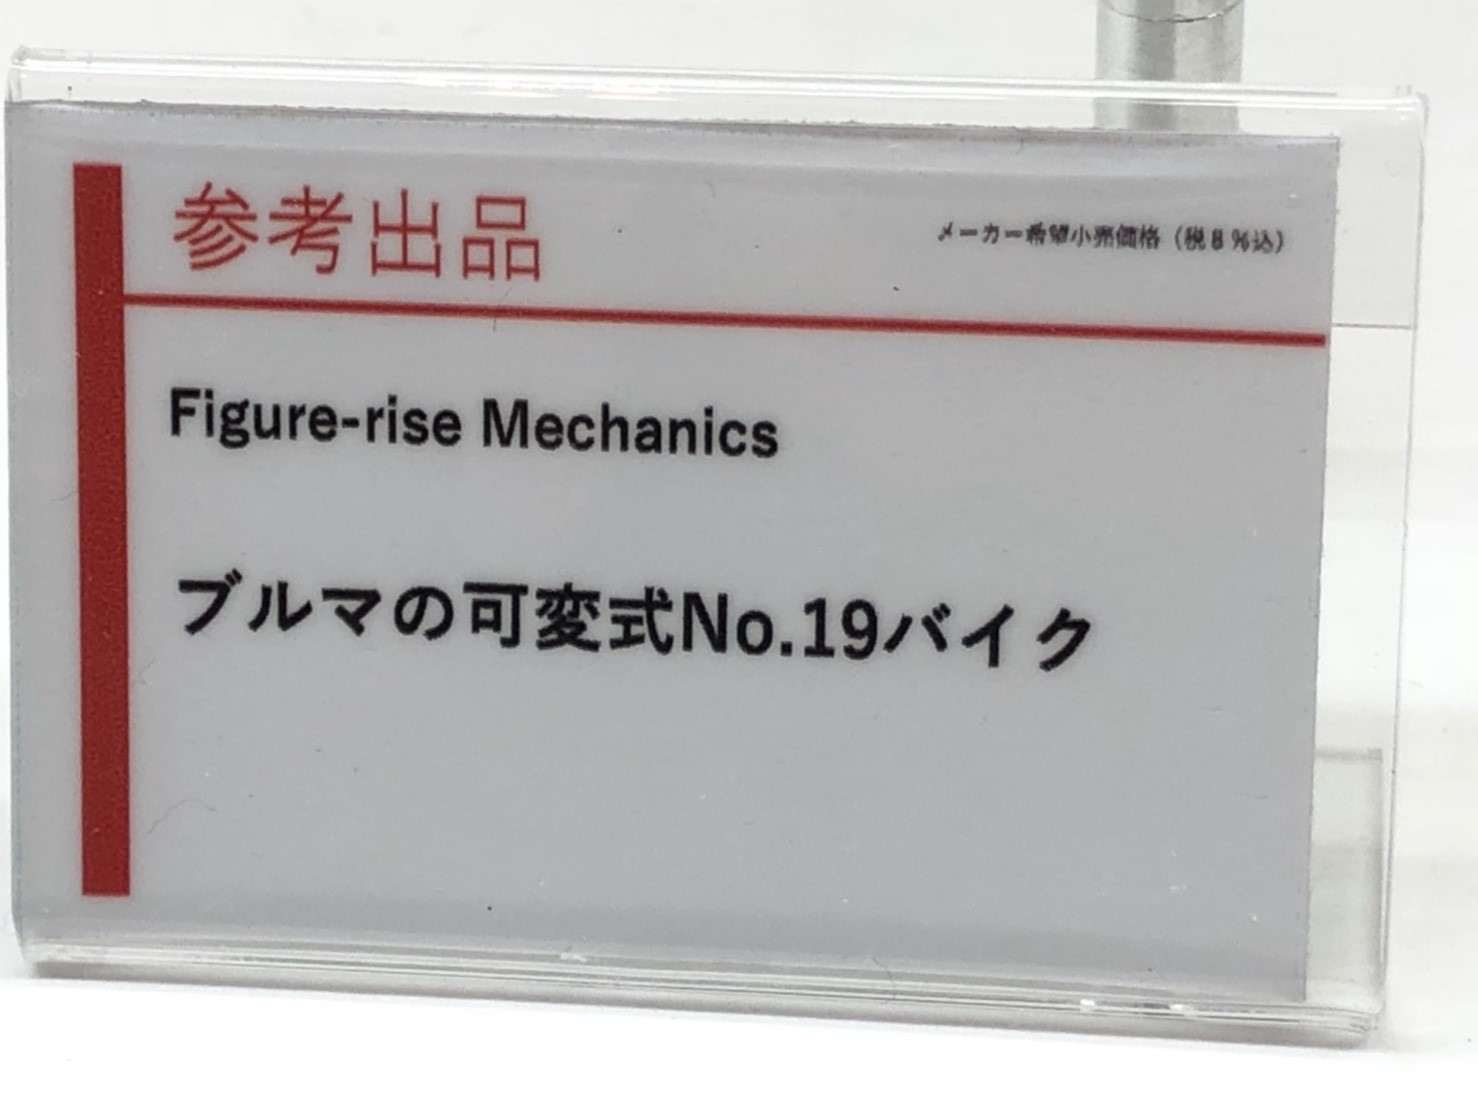 参考出品
メーカー希望小売価格（税8％込）
Figure-rise Mechanics
ブルマの可変式No.19バイク